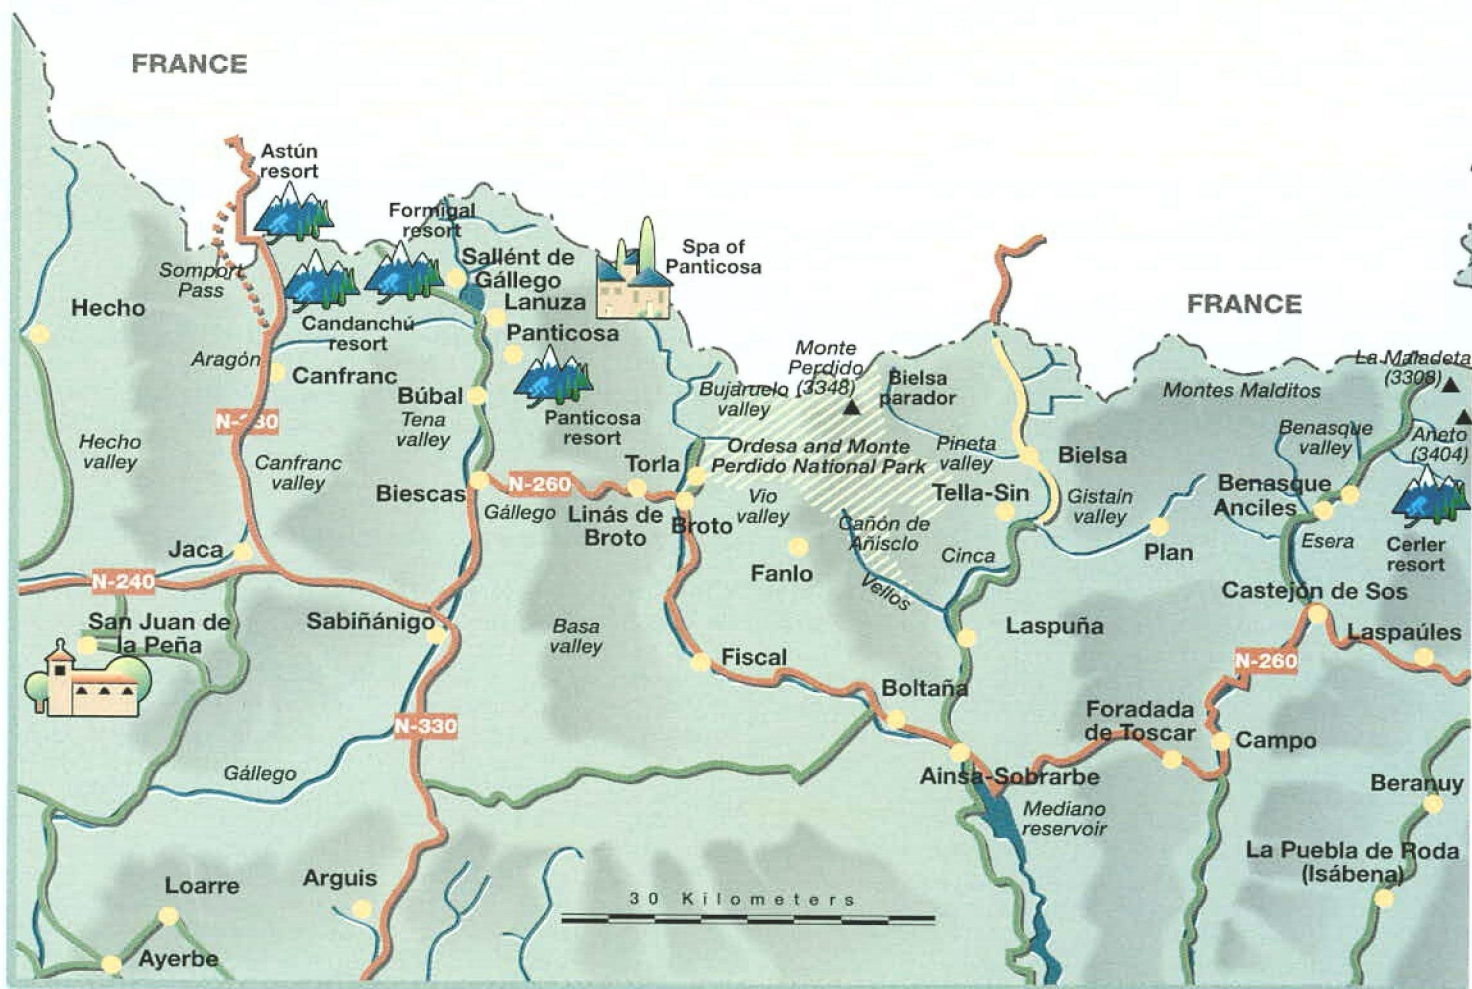 FRANCE
Astún
resort
Formigal
resort
Sallént de
Gállego
Spa of
Panticosa
Somport
Pass
Lanuza
FRANCE
Hecho
Candanchú
resort
Panticosa
Monte
Perdido
(3348)
La Maladeta
(3308)
Aragón
Canfranc
Bujaruelo
valley
Bielsa
parador
Montes Malditos
Búbal
Tena
valley
Panticosa
resort
N-330
Hecho
valley
Canfranc
valley
Ordesa and Monte
Perdido National Park
Pineta
valley
Bielsa
Benasque
valley
Aneto
(3404)
Torla
Biescas
N-260
Gállego
Linás de
Broto
Broto
Vio
valley
Tella-Sin
Gistaín
valley
Benasque
Anciles
Cañón de
Añisclo
Jaca
Cinca
Plan
Esera
Cerler
resort
N-240
Fanlo
Vellos
Castejón de Sos
San Juan de
la Peña
Sabiñánigo
Basa
valley
Laspuña
Laspaúles
Fiscal
N-260
Boltaña
N-330
Foradada
de Toscar
Campo
Gállego
Ainsa-Sobrarbe
Beranuy
Mediano
reservoir
La Puebla de Roda
(Isábena)
Loarre
Arguis
30 Kilometers
Ayerbe